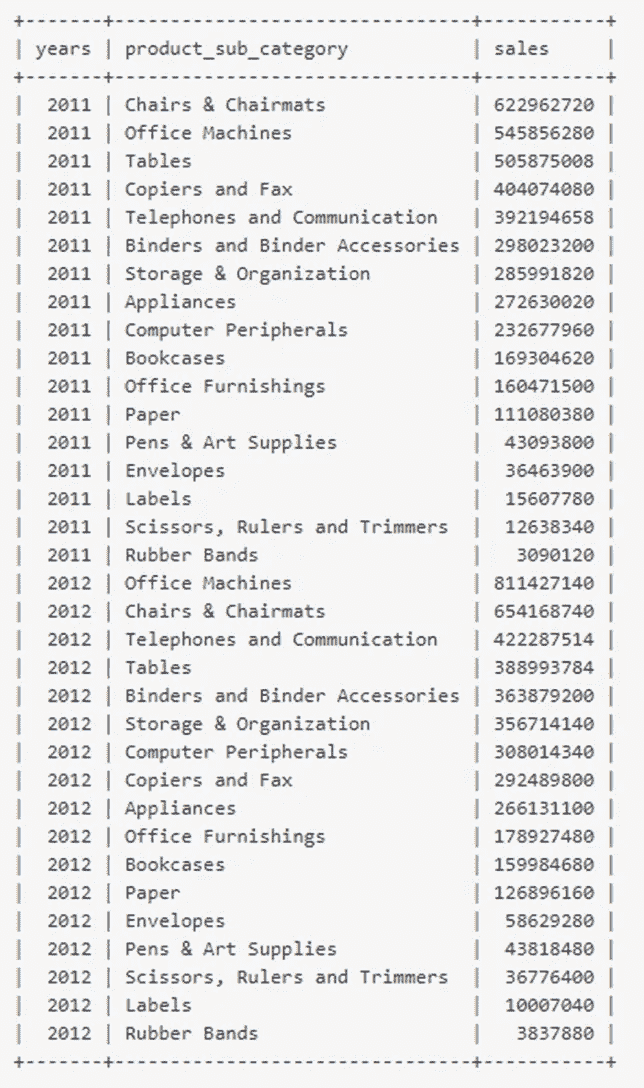 +-------+--------------------------------+-----------+
| years | product_sub_category           | sales     |
+-------+--------------------------------+-----------+
|  2011 | Chairs & Chairmats             | 622962720 |
|  2011 | Office Machines                | 545856280 |
|  2011 | Tables                         | 505875008 |
|  2011 | Copiers and Fax                | 404074080 |
|  2011 | Telephones and Communication   | 392194658 |
|  2011 | Binders and Binder Accessories | 298023200 |
|  2011 | Storage & Organization         | 285991820 |
|  2011 | Appliances                     | 272630020 |
|  2011 | Computer Peripherals           | 232677960 |
|  2011 | Bookcases                      | 169304620 |
|  2011 | Office Furnishings             | 160471500 |
|  2011 | Paper                          | 111080380 |
|  2011 | Pens & Art Supplies            |  43093800 |
|  2011 | Envelopes                      |  36463900 |
|  2011 | Labels                         |  15607780 |
|  2011 | Scissors, Rulers and Trimmers  |  12638340 |
|  2011 | Rubber Bands                   |   3090120 |
|  2012 | Office Machines                | 811427140 |
|  2012 | Chairs & Chairmats             | 654168740 |
|  2012 | Telephones and Communication   | 422287514 |
|  2012 | Tables                         | 388993784 |
|  2012 | Binders and Binder Accessories | 363879200 |
|  2012 | Storage & Organization         | 356714140 |
|  2012 | Computer Peripherals           | 308014340 |
|  2012 | Copiers and Fax                | 292489800 |
|  2012 | Appliances                     | 266131100 |
|  2012 | Office Furnishings             | 178927480 |
|  2012 | Bookcases                      | 159984680 |
|  2012 | Paper                          | 126896160 |
|  2012 | Envelopes                      |  58629280 |
|  2012 | Pens & Art Supplies            |  43818480 |
|  2012 | Scissors, Rulers and Trimmers  |  36776400 |
|  2012 | Labels                         |  10007040 |
|  2012 | Rubber Bands                   |   3837880 |
+-------+--------------------------------+-----------+